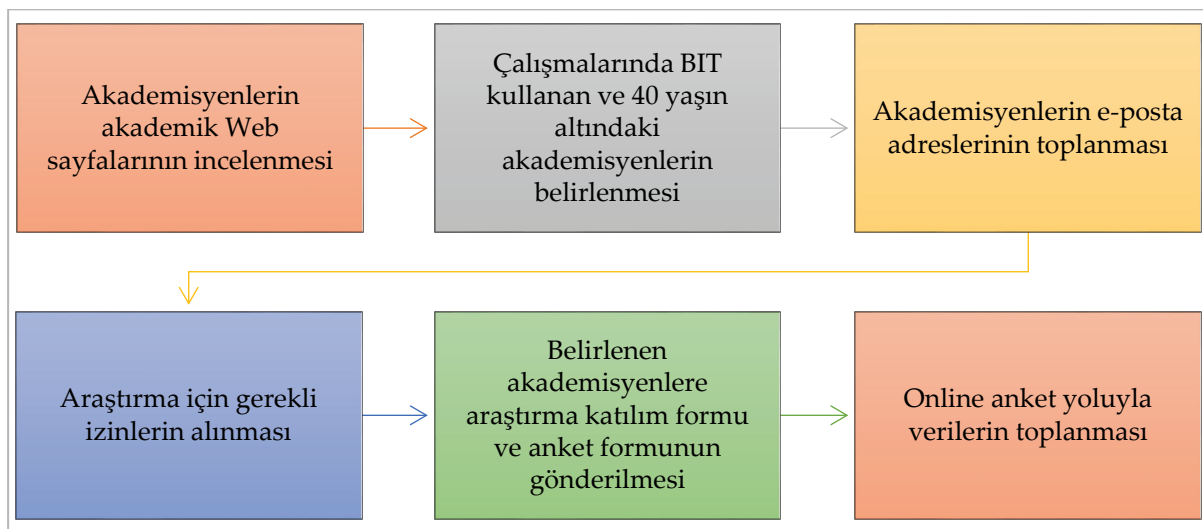 Akademisyenlerin
akademik Web
sayfalarının incelenmesi
Çalışmalarında BIT
kullanan ve 40 yaşın
altındaki
akademisyenlerin
belirlenmesi
Akademisyenlerin e-posta
adreslerinin toplanması
Araştırma için gerekli
izinlerin alınması
Belirlenen
akademisyenlere
araştırma katılım formu
ve anket formunun
gönderilmesi
Online anket yoluyla
verilerin toplanması